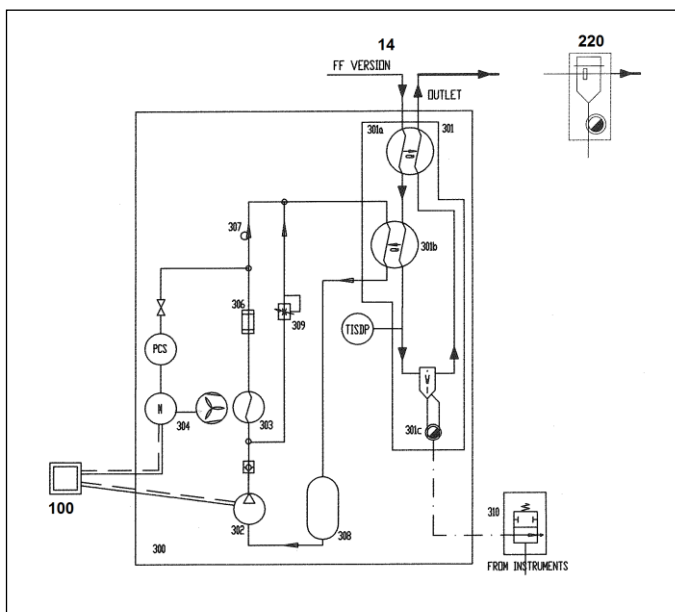 14
220
FF VERSION
OUTLET
301a
301
307
301b
306
309
TISDP
PCS
M
304
303
301c
100
302
308
300
310
FROM INSTRUMENTS